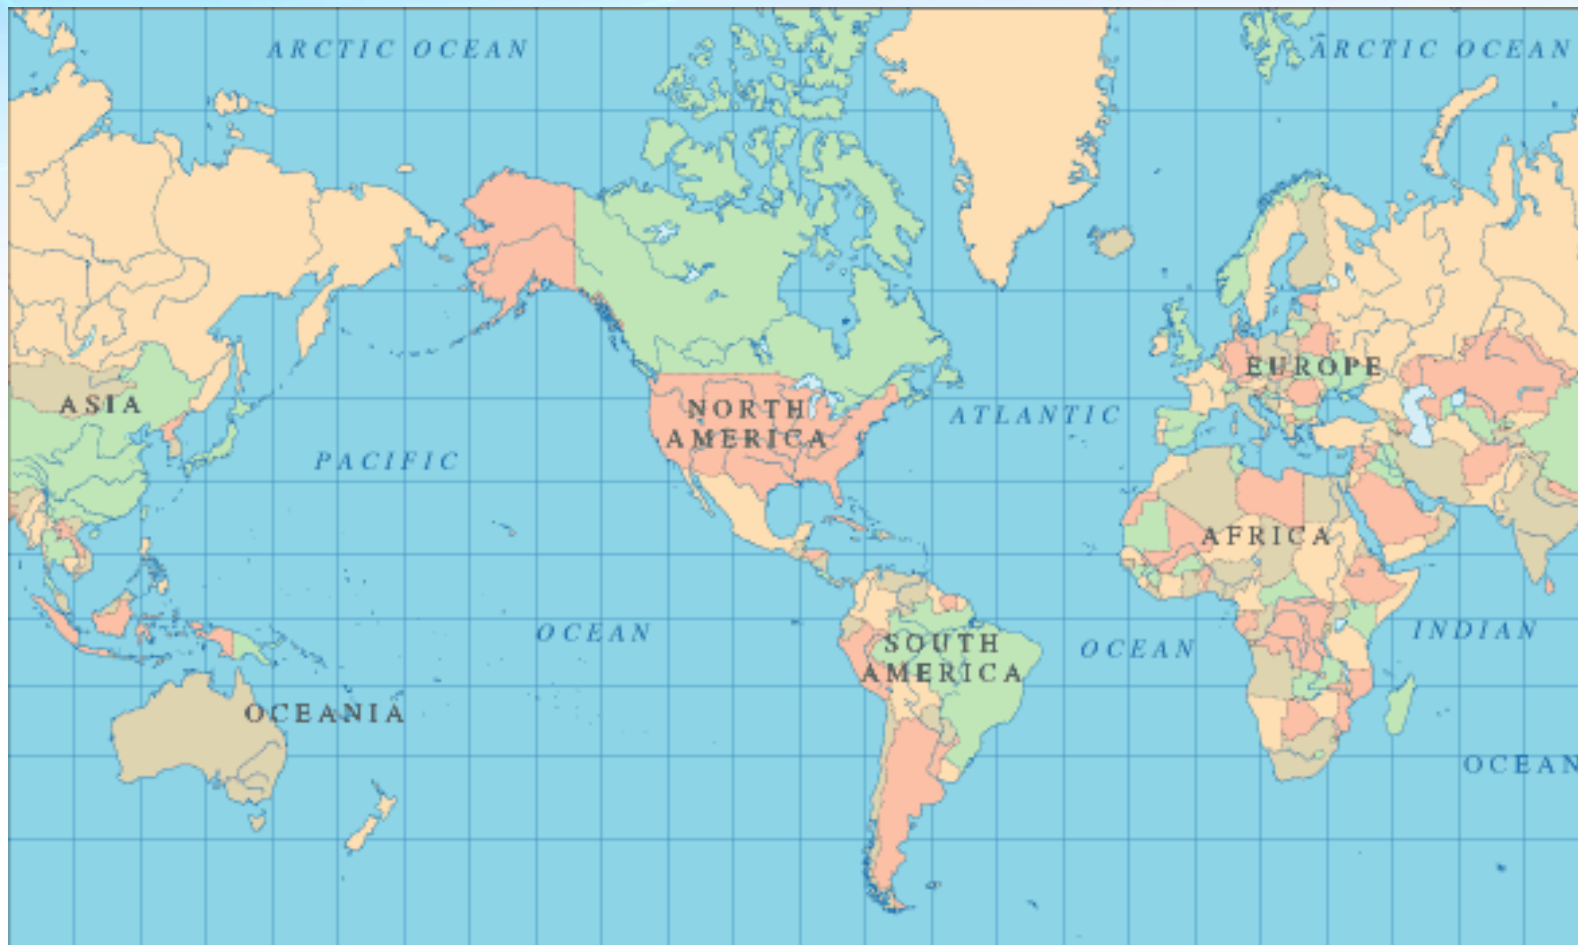 ARCTIC OCEAN
ARCTIC OCEAN
EUROPE
ASIA
NORTH
AMERICA
ATLANTIC
PACIFIC
AFRICA
OCEAN
INDIAN
SOUTH
AMERICA
OCEAN
OCEANIA
OCEAN